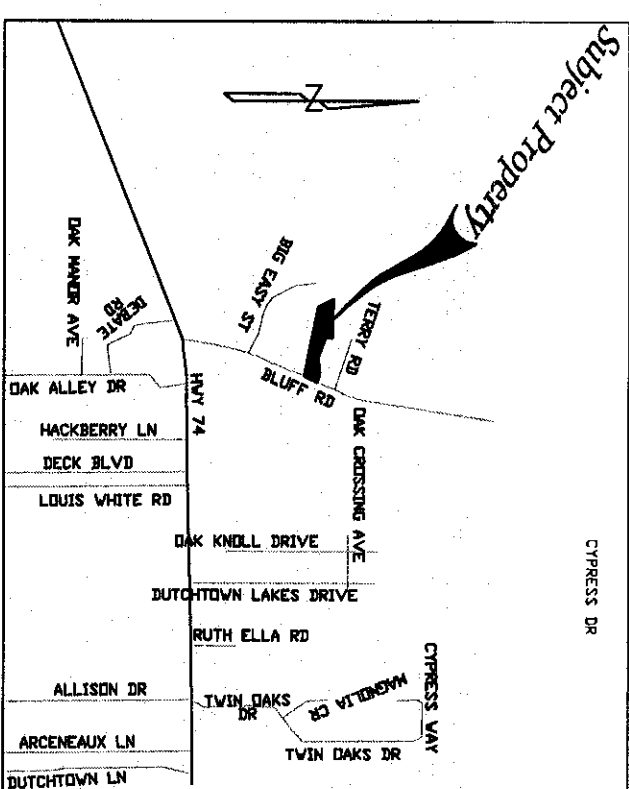 Subject Property
N
CYPRESS DR
BIG EASY ST
TERRY RD
BLUFF RD
OAK MANOR AVE
DEBATE
RD
OAK ALLEY DR
HWY 74
HACKBERRY LN
DECK BLVD
LOUIS WHITE RD
OAK CROSSING AVE
OAK KNOLL DRIVE
DUTCHTOWN LAKES DRIVE
RUTH ELLA RD
ALLISON DR
TWIN OAKS
DR
MAGNOLIA CR
CYPRESS WAY
TWIN OAKS DR
ARCENEAUX LN
DUTCHTOWN LN